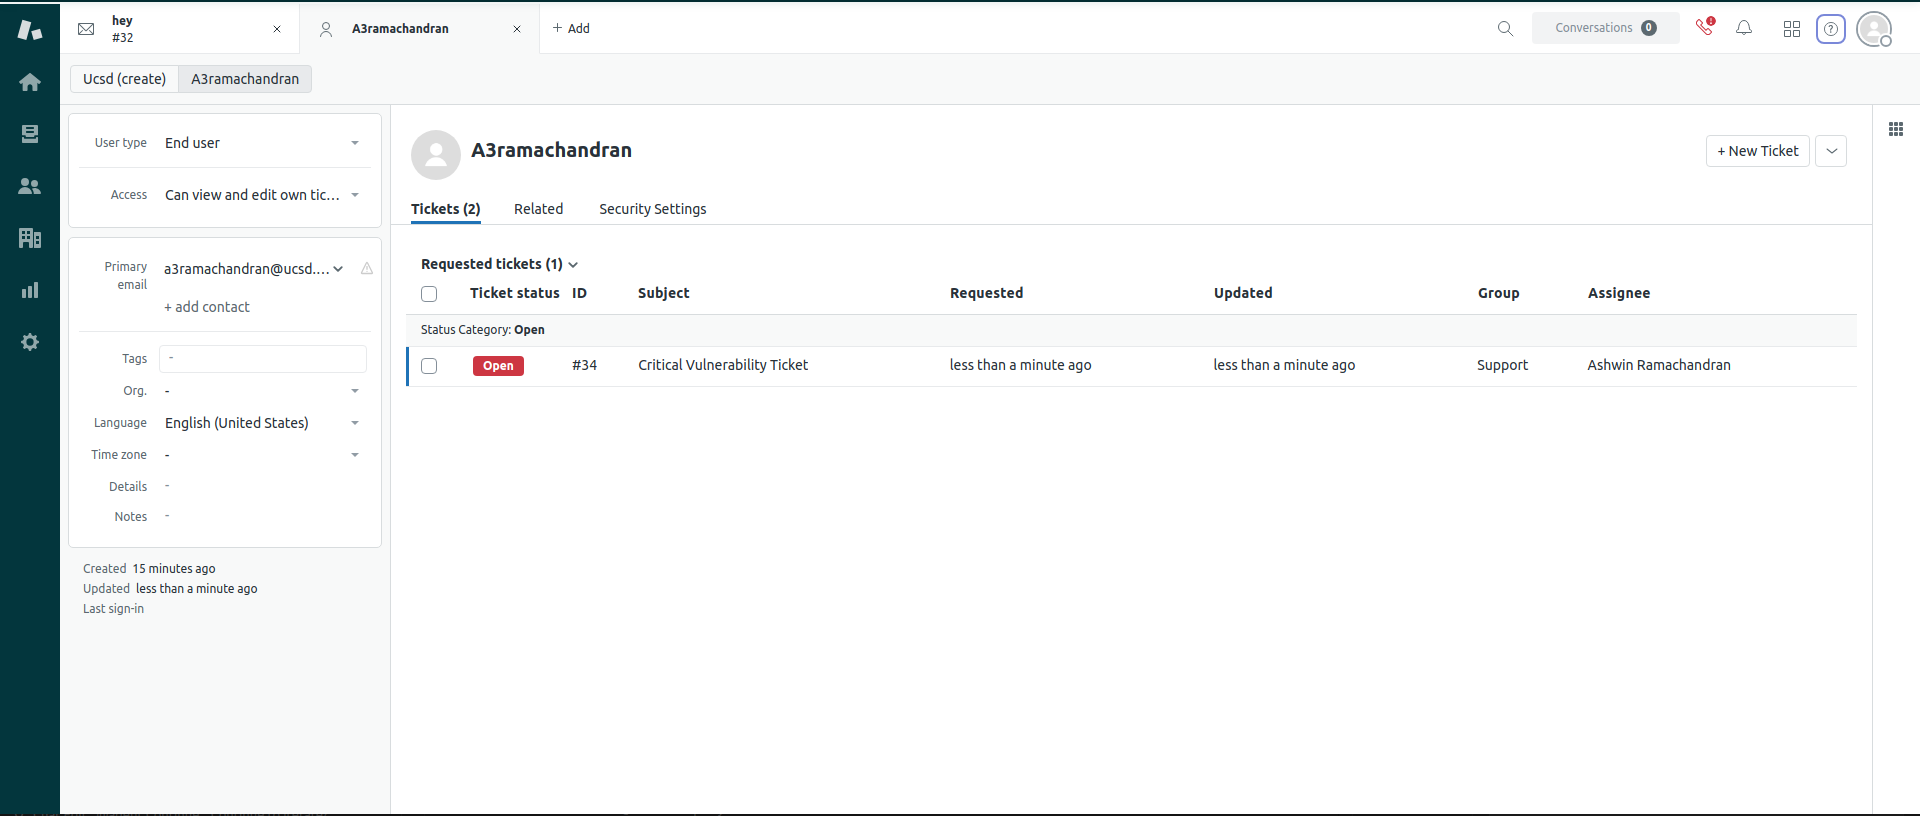 hey
#32
A3ramachandran
+ Add
Conversations 0
Ucsd (create)
A3ramachandran
User type End user
Access Can view and edit own tic...
Primary email a3ramachandran@ucsd....
+ add contact
Tags -
Org. -
Language English (United States)
Time zone -
Details -
Notes -
Created 15 minutes ago
Updated less than a minute ago
Last sign-in
A3ramachandran
+ New Ticket
Tickets (2) Related Security Settings
Requested tickets (1)
Ticket status ID Subject Requested Updated Group Assignee
Status Category: Open
Open #34 Critical Vulnerability Ticket less than a minute ago less than a minute ago Support Ashwin Ramachandran